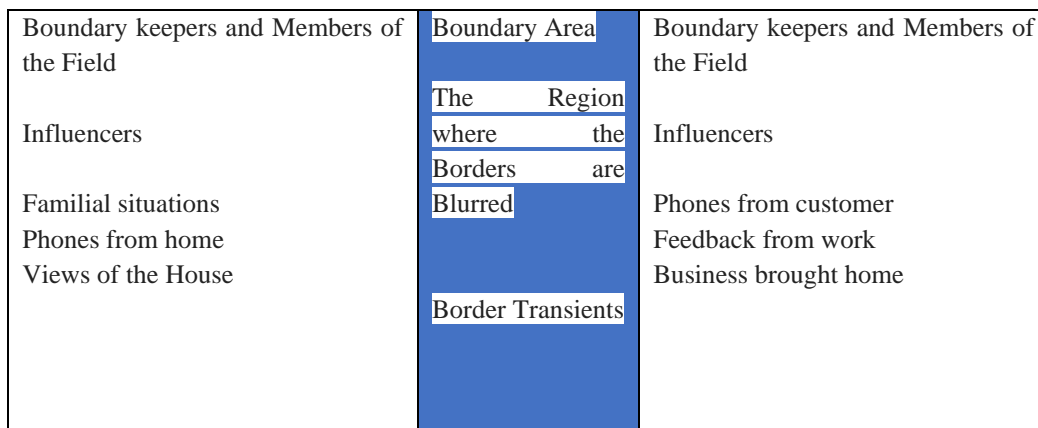 Boundary keepers and Members of
the Field
Influencers
Familial situations
Phones from home
Views of the House
Boundary Area
The Region
where the
Borders are
Blurred
Border Transients
Boundary keepers and Members of
the Field
Influencers
Phones from customer
Feedback from work
Business brought home